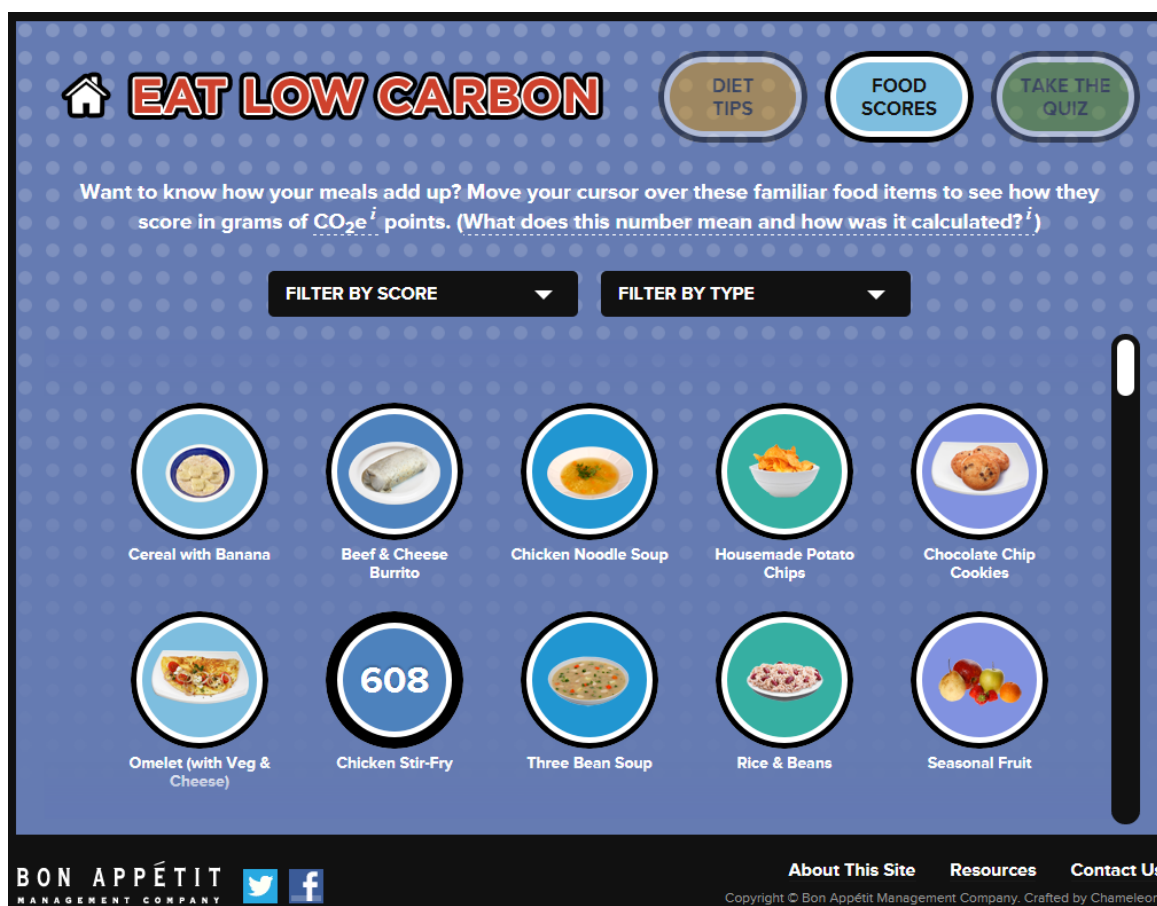 EAT LOW CARBON
DIET
TIPS
FOOD
SCORES
TAKE THE
QUIZ
Want to know how your meals add up? Move your cursor over these familiar food items to see how they
score in grams of CO₂e i points. (What does this number mean and how was it calculated? i)
FILTER BY SCORE
FILTER BY TYPE
Cereal with Banana
Beef & Cheese
Burrito
Chicken Noodle Soup
Housemade Potato
Chips
Chocolate Chip
Cookies
Omelet (with Veg &
Cheese)
608
Chicken Stir-Fry
Three Bean Soup
Rice & Beans
Seasonal Fruit
BON APPÉTIT
MANAGEMENT COMPANY
About This Site Resources Contact Us
Copyright © Bon Appétit Management Company. Crafted by Chameleon